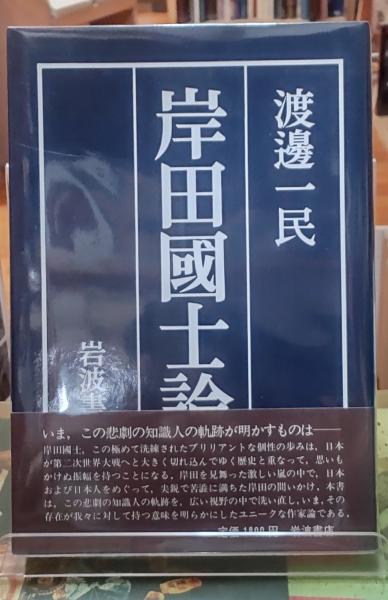 渡邊一民
岸田國士論
岩波書
いま、この悲劇の知識人の軌跡が明かすものは――
岸田國士、この極めて洗練されたブリリアントな個性の歩みは、日本
が第二次世界大戦へと大きく切れ込んでゆく歴史と重なって、思いも
かけぬ振幅を持つことになる。岸田を見舞った激しい嵐の中で、日本
および日本人をめぐって、尖鋭で苦渋に満ちた岸田の問いかけ。本書
は、この悲劇の知識人の軌跡を、広い視野の中で洗い直し、いま、その
存在が我々に対して持つ意味を明らかにしたユニークな作家論である。
定価1800円 岩波書店